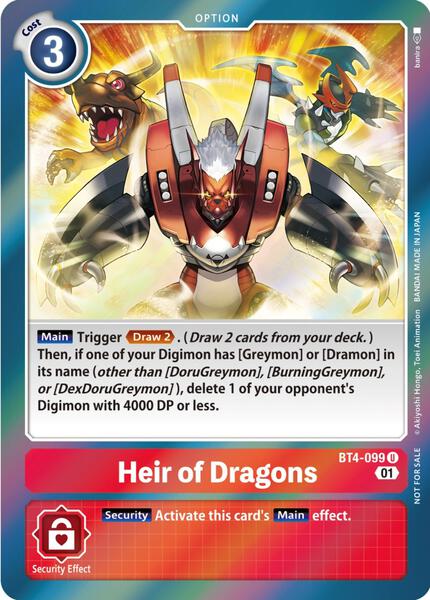 OPTION
Cost
3
banira
Main Trigger Draw 2 . (Draw 2 cards from your deck.)
Then, if one of your Digimon has [Greymon] or [Dramon] in
its name (other than [DoruGreymon], [BurningGreymon],
or [DexDoruGreymon]), delete 1 of your opponent's
Digimon with 4000 DP or less.
© Akiyoshi Hongo, Toei Animation BANDAI MADE IN JAPAN
NOT FOR SALE
Heir of Dragons
BT4-099 U
01
Security Activate this card's Main effect.
Security Effect